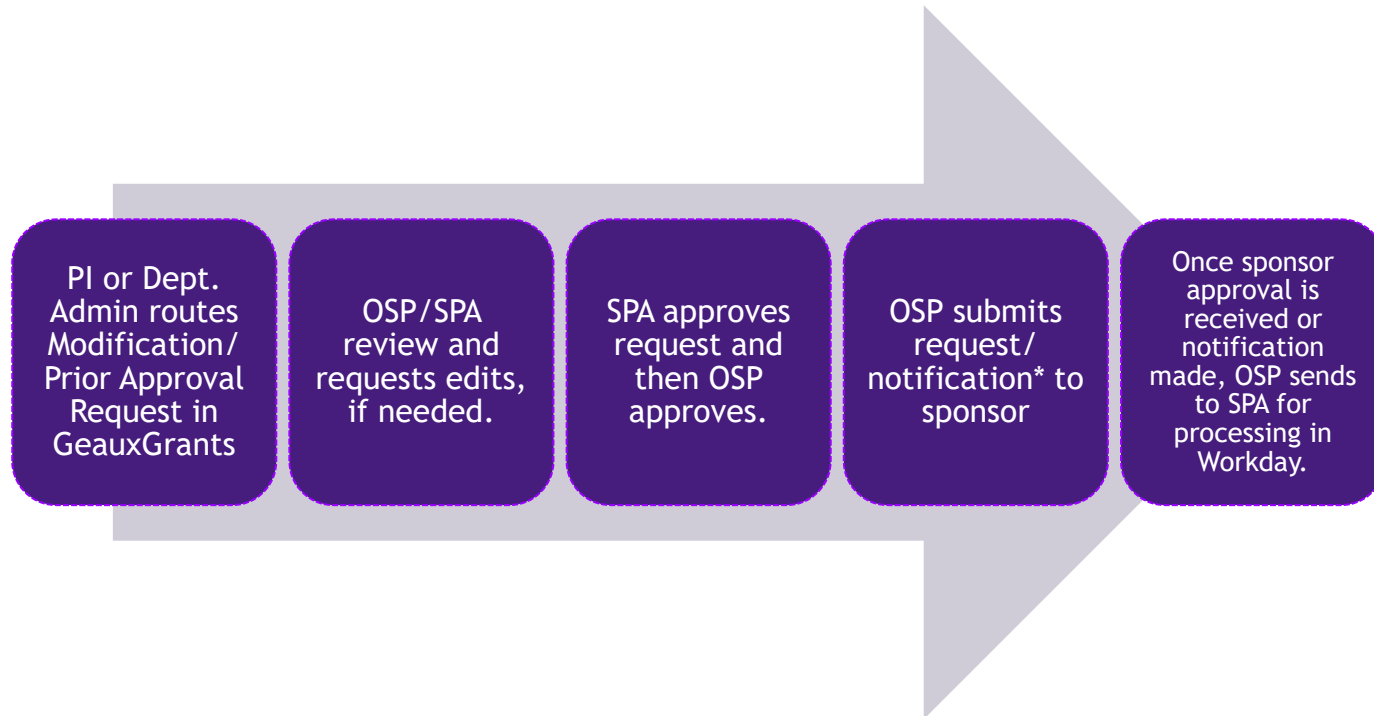 PI or Dept.
Admin routes
Modification/
Prior Approval
Request in
GeauxGrants
OSP/SPA
review and
requests edits,
if needed.
SPA approves
request and
then OSP
approves.
OSP submits
request/
notification* to
sponsor
Once sponsor
approval is
received or
notification
made, OSP sends
to SPA for
processing in
Workday.